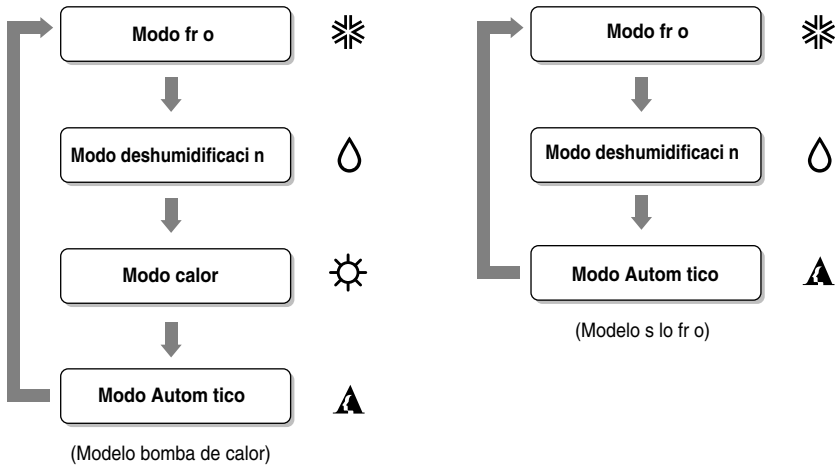 Modo fr o
Modo deshumidificaci n
Modo calor
Modo Autom tico
(Modelo bomba de calor)
Modo fr o
Modo deshumidificaci n
Modo Autom tico
(Modelo s lo fr o)